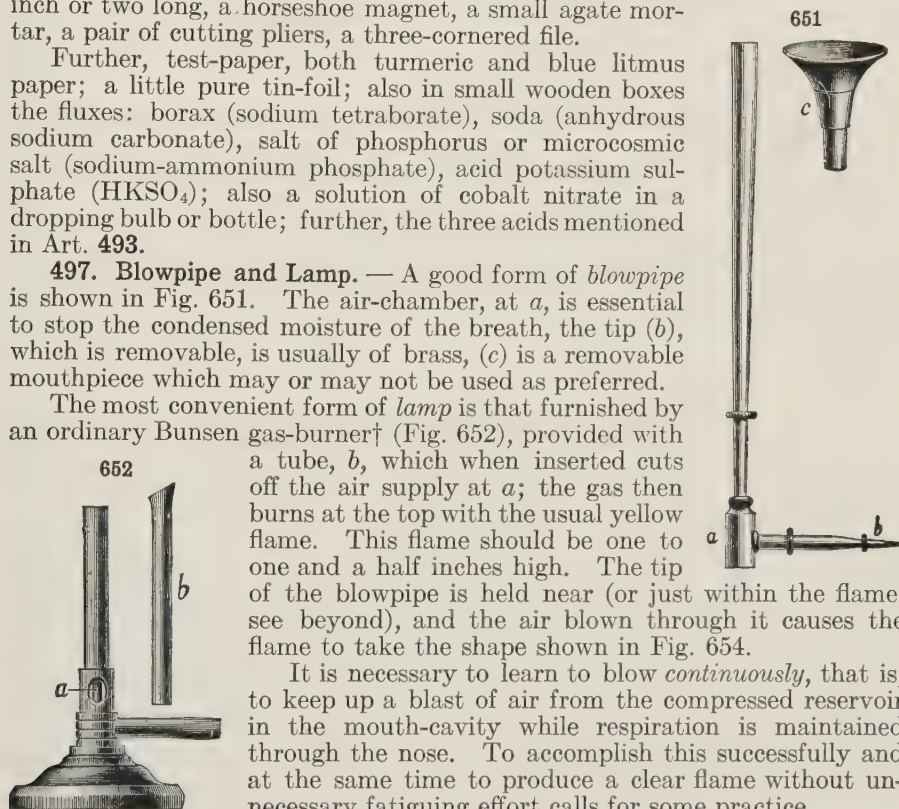 inch or two long, a horseshoe magnet, a small agate mor-
tar, a pair of cutting pliers, a three-cornered file.
Further, test-paper, both turmeric and blue litmus
paper; a little pure tin-foil; also in small wooden boxes
the fluxes: borax (sodium tetraborate), soda (anhydrous
sodium carbonate), salt of phosphorus or microcosmic
salt (sodium-ammonium phosphate), acid potassium sul-
phate (HKSO₄); also a solution of cobalt nitrate in a
dropping bulb or bottle; further, the three acids mentioned
in Art. 493.
497. Blowpipe and Lamp. — A good form of blowpipe
is shown in Fig. 651. The air-chamber, at a, is essential
to stop the condensed moisture of the breath, the tip (b),
which is removable, is usually of brass, (c) is a removable
mouthpiece which may or may not be used as preferred.
The most convenient form of lamp is that furnished by
an ordinary Bunsen gas-burner† (Fig. 652), provided with
a tube, b, which when inserted cuts
off the air supply at a; the gas then
burns at the top with the usual yellow
flame. This flame should be one to
one and a half inches high. The tip
of the blowpipe is held near (or just within the flame
see beyond), and the air blown through it causes the
flame to take the shape shown in Fig. 654.
It is necessary to learn to blow continuously, that is
to keep up a blast of air from the compressed reservoi
in the mouth-cavity while respiration is maintained
through the nose. To accomplish this successfully and
at the same time to produce a clear flame without un-
necessary fatiguing effort calls for some practice
651
c
a
b
652
b
a